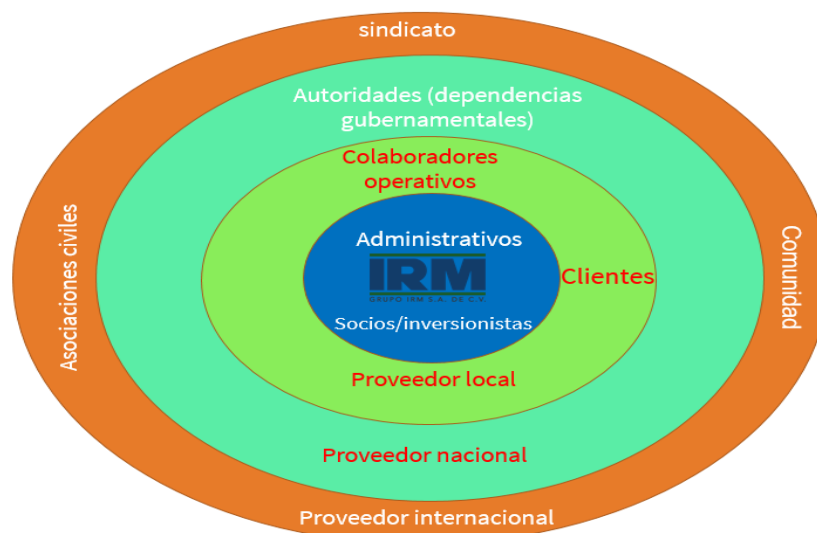 sindicato
Autoridades (dependencias
gubernamentales)
Colaboradores
operativos
Administrativos
IRM
GRUPO IRM S.A. DE C.V.
Socios/inversionistas
Clientes
Proveedor local
Proveedor nacional
Proveedor internacional
Asociaciones civiles
Comunidad